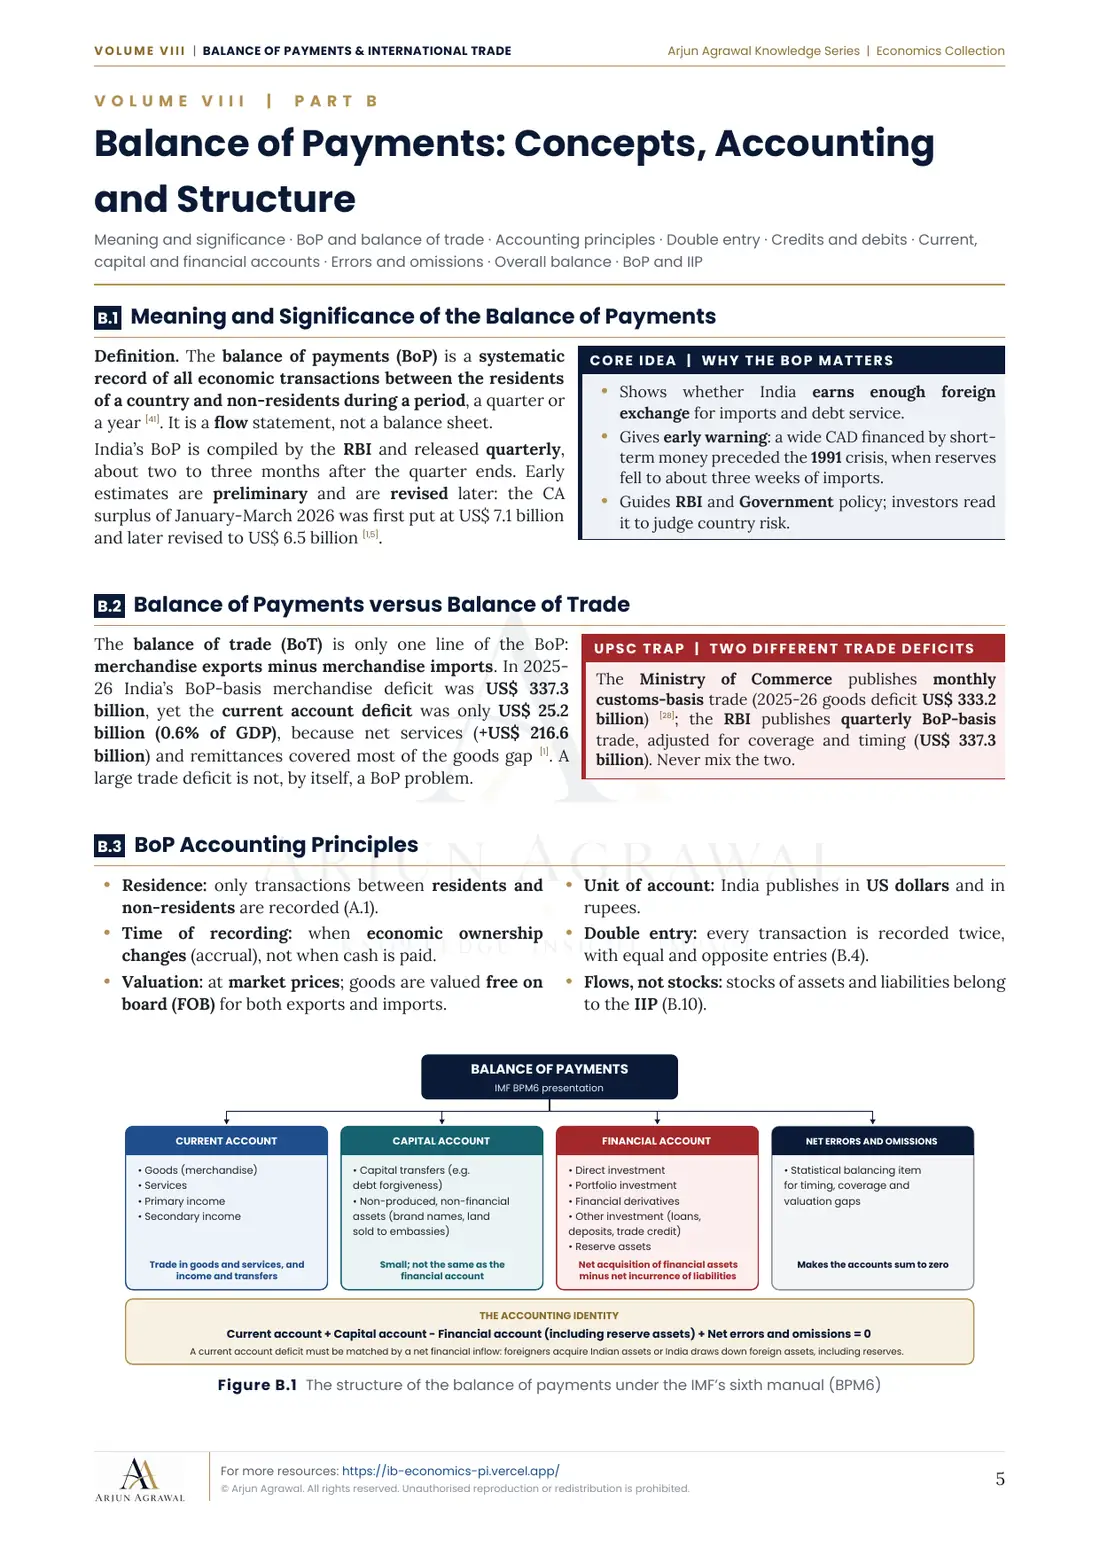 VOLUME VIII | BALANCE OF PAYMENTS & INTERNATIONAL TRADE
Arjun Agrawal Knowledge Series | Economics Collection
VOLUME VIII | PART B
Balance of Payments: Concepts, Accounting
and Structure
Meaning and significance · BoP and balance of trade · Accounting principles · Double entry · Credits and debits · Current,
capital and financial accounts · Errors and omissions · Overall balance · BoP and IIP
B.1 Meaning and Significance of the Balance of Payments
Definition. The balance of payments (BoP) is a systematic
record of all economic transactions between the residents
of a country and non-residents during a period, a quarter or
a year [41]. It is a flow statement, not a balance sheet.
India's BoP is compiled by the RBI and released quarterly,
about two to three months after the quarter ends. Early
estimates are preliminary and are revised later: the CA
surplus of January-March 2026 was first put at US$ 7.1 billion
and later revised to US$ 6.5 billion [1,5].
CORE IDEA | WHY THE BOP MATTERS
• Shows whether India earns enough foreign
exchange for imports and debt service.
• Gives early warning: a wide CAD financed by short-
term money preceded the 1991 crisis, when reserves
fell to about three weeks of imports.
• Guides RBI and Government policy; investors read
it to judge country risk.
B.2 Balance of Payments versus Balance of Trade
The balance of trade (BoT) is only one line of the BoP:
merchandise exports minus merchandise imports. In 2025-
26 India's BoP-basis merchandise deficit was US$ 337.3
billion, yet the current account deficit was only US$ 25.2
billion (0.6% of GDP), because net services (+US$ 216.6
billion) and remittances covered most of the goods gap [1]. A
large trade deficit is not, by itself, a BoP problem.
UPSC TRAP | TWO DIFFERENT TRADE DEFICITS
The Ministry of Commerce publishes monthly
customs-basis trade (2025-26 goods deficit US$ 333.2
billion) [28]; the RBI publishes quarterly BoP-basis
trade, adjusted for coverage and timing (US$ 337.3
billion). Never mix the two.
B.3 BoP Accounting Principles
• Residence: only transactions between residents and
non-residents are recorded (A.1).
• Time of recording: when economic ownership
changes (accrual), not when cash is paid.
• Valuation: at market prices; goods are valued free on
board (FOB) for both exports and imports.
• Unit of account: India publishes in US dollars and in
rupees.
• Double entry: every transaction is recorded twice,
with equal and opposite entries (B.4).
• Flows, not stocks: stocks of assets and liabilities belong
to the IIP (B.10).
BALANCE OF PAYMENTS
IMF BPM6 presentation
CURRENT ACCOUNT
• Goods (merchandise)
• Services
• Primary income
• Secondary income
Trade in goods and services, and
income and transfers
CAPITAL ACCOUNT
• Capital transfers (e.g.
debt forgiveness)
• Non-produced, non-financial
assets (brand names, land
sold to embassies)
Small; not the same as the
financial account
FINANCIAL ACCOUNT
• Direct investment
• Portfolio investment
• Financial derivatives
• Other investment (loans,
deposits, trade credit)
• Reserve assets
Net acquisition of financial assets
minus net incurrence of liabilities
NET ERRORS AND OMISSIONS
• Statistical balancing item
for timing, coverage and
valuation gaps
Makes the accounts sum to zero
THE ACCOUNTING IDENTITY
Current account + Capital account - Financial account (including reserve assets) + Net errors and omissions = 0
A current account deficit must be matched by a net financial inflow: foreigners acquire Indian assets or India draws down foreign assets, including reserves.
Figure B.1 The structure of the balance of payments under the IMF's sixth manual (BPM6)
ARJUN AGRAWAL
For more resources: https://ib-economics-pi.vercel.app/
© Arjun Agrawal. All rights reserved. Unauthorised reproduction or redistribution is prohibited.
5
ARJUN AGRAWAL